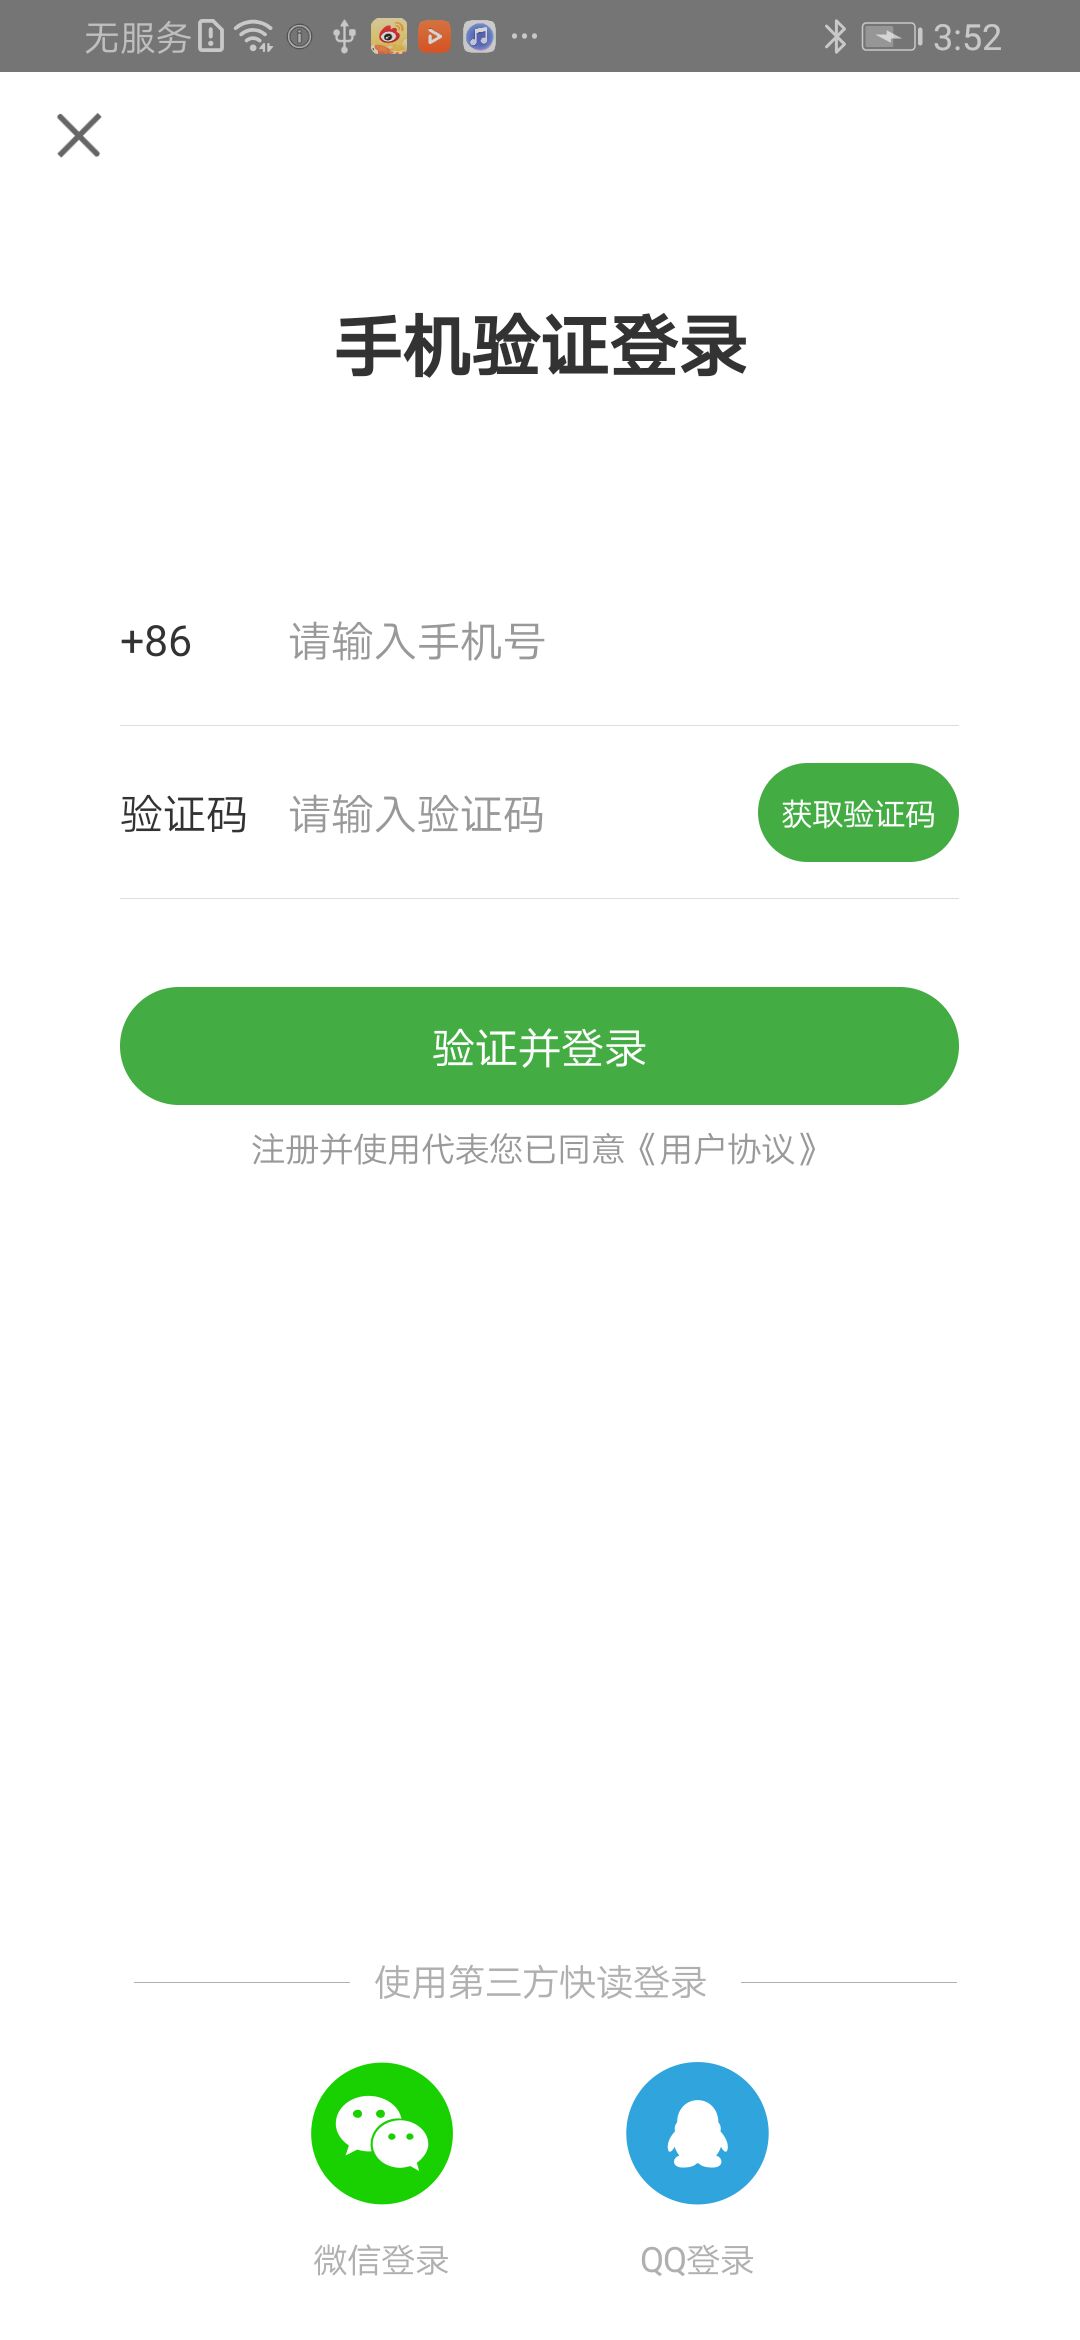 无服务 3:52
手机验证登录
+86 请输入手机号
验证码 请输入验证码 获取验证码
验证并登录
注册并使用代表您已同意《用户协议》
使用第三方快读登录
微信登录 QQ登录